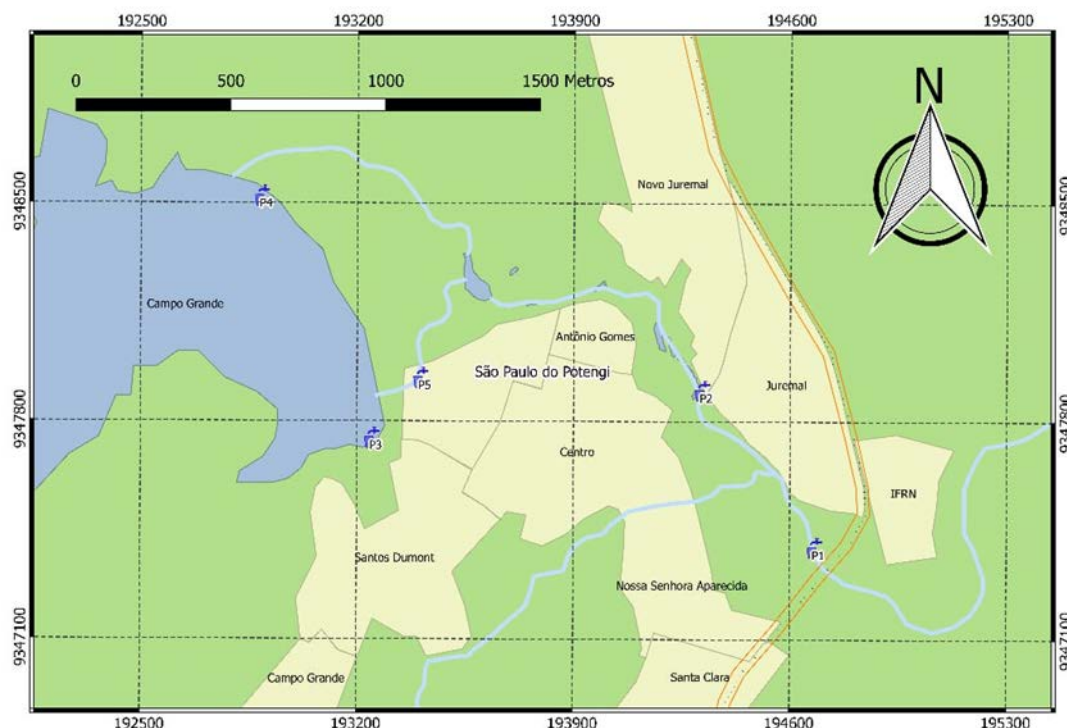 192500 193200 193900 194600 195300
0 500 1000 1500 Metros
N
Novo Juremal
9348500 9348500
P4
Campo Grande
Antônio Gomes
São Paulo do Potengi
P5
Juremal
P2
9347800 9347800
P3
Centro
IFRN
P1
Santos Dumont
Nossa Senhora Aparecida
9347100 9347100
Campo Grande
Santa Clara
192500 193200 193900 194600 195300